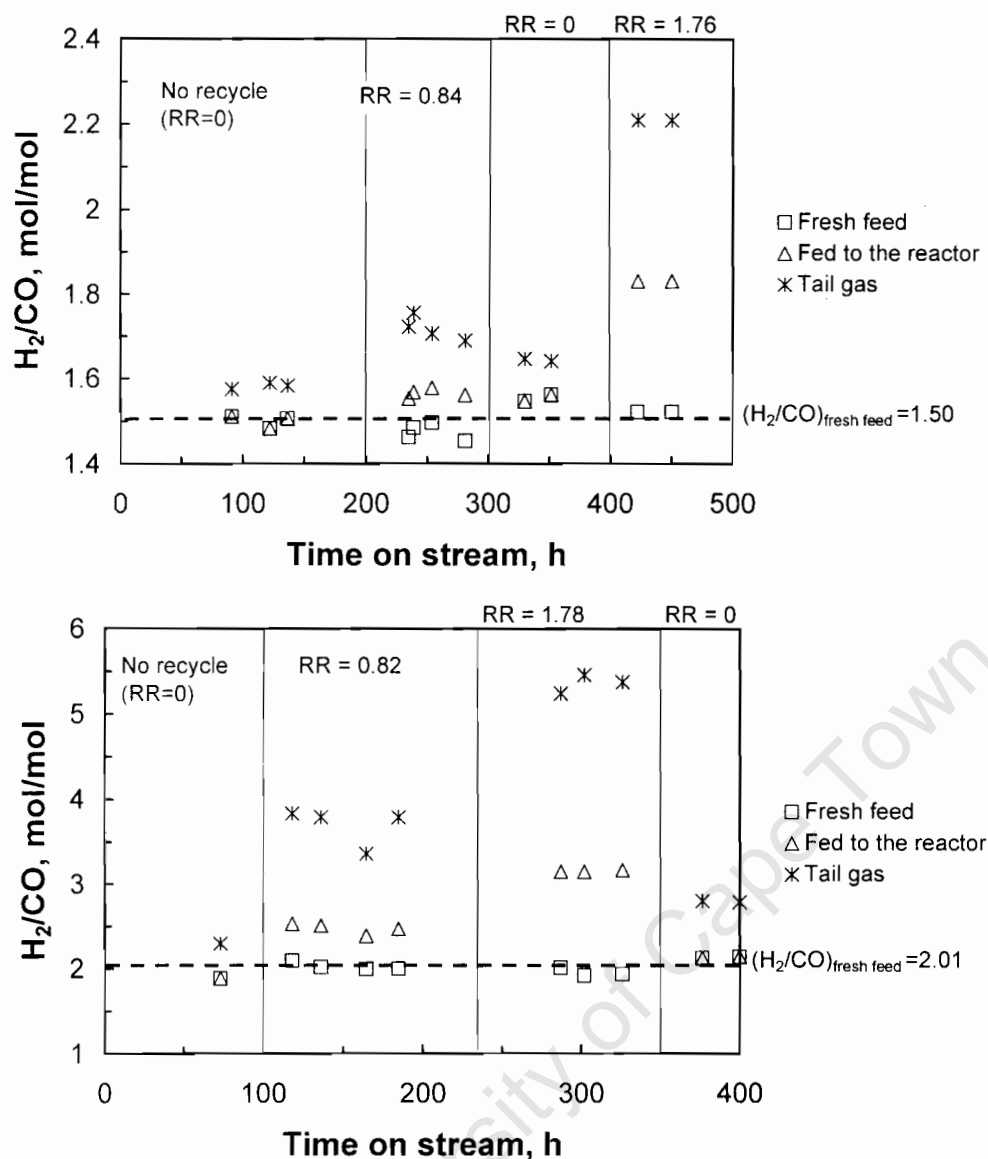 RR = 0 RR = 1.76
2.4
2.2
2
1.8
1.6
1.4
H2/CO, mol/mol
No recycle
(RR=0)
RR = 0.84
Fresh feed
Fed to the reactor
Tail gas
(H2/CO)fresh feed =1.50
0 100 200 300 400 500
Time on stream, h
RR = 1.78 RR = 0
6
5
4
3
2
1
H2/CO, mol/mol
No recycle
(RR=0)
RR = 0.82
Fresh feed
Fed to the reactor
Tail gas
(H2/CO)fresh feed =2.01
0 100 200 300 400
Time on stream, h
University of Cape Town